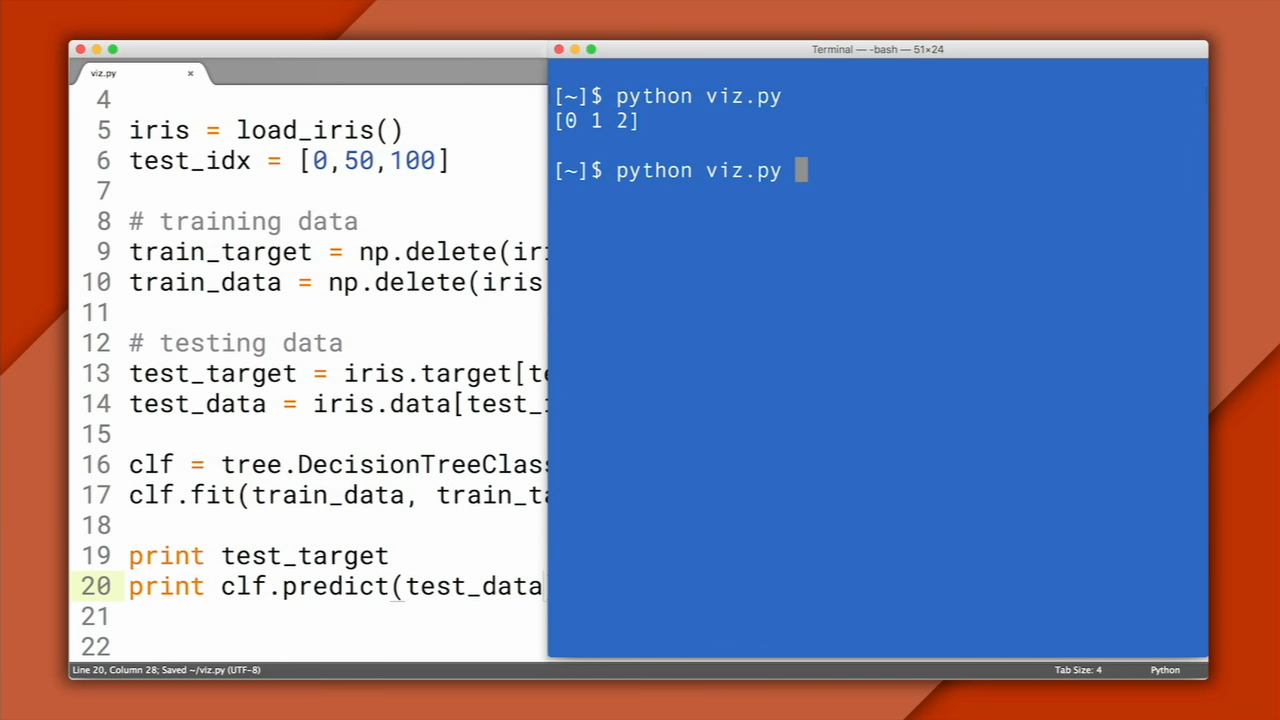 viz.py
4
5 iris = load_iris()
6 test_idx = [0,50,100]
7
8 # training data
9 train_target = np.delete(iri
10 train_data = np.delete(iris
11
12 # testing data
13 test_target = iris.target[te
14 test_data = iris.data[test_i
15
16 clf = tree.DecisionTreeClass
17 clf.fit(train_data, train_ta
18
19 print test_target
20 print clf.predict(test_data
21
22
Line 20, Column 28; Saved ~/viz.py (UTF-8)
Tab Size: 4
Python
Terminal — -bash — 51×24
[~]$ python viz.py
[0 1 2]
[~]$ python viz.py